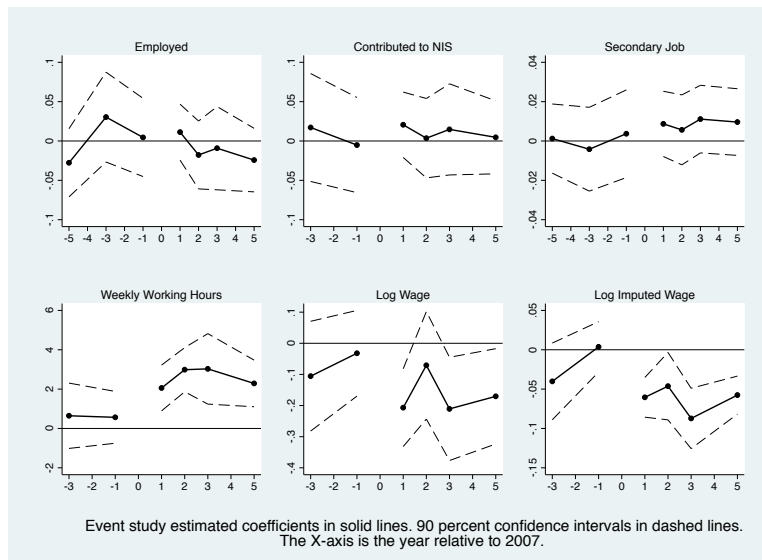 Employed
.1
.05
0
-.05
-.1
-5 -4 -3 -2 -1 0 1 2 3 4 5
Contributed to NIS
.1
.05
0
-.05
-.1
-3 -2 -1 0 1 2 3 4 5
Secondary Job
.04
.02
0
-.02
-.04
-5 -4 -3 -2 -1 0 1 2 3 4 5
Weekly Working Hours
6
4
2
0
-2
-3 -2 -1 0 1 2 3 4 5
Log Wage
.1
0
-.1
-.2
-.3
-.4
-3 -2 -1 0 1 2 3 4 5
Log Imputed Wage
.05
0
-.05
-.1
-.15
-3 -2 -1 0 1 2 3 4 5
Event study estimated coefficients in solid lines. 90 percent confidence intervals in dashed lines.
The X-axis is the year relative to 2007.